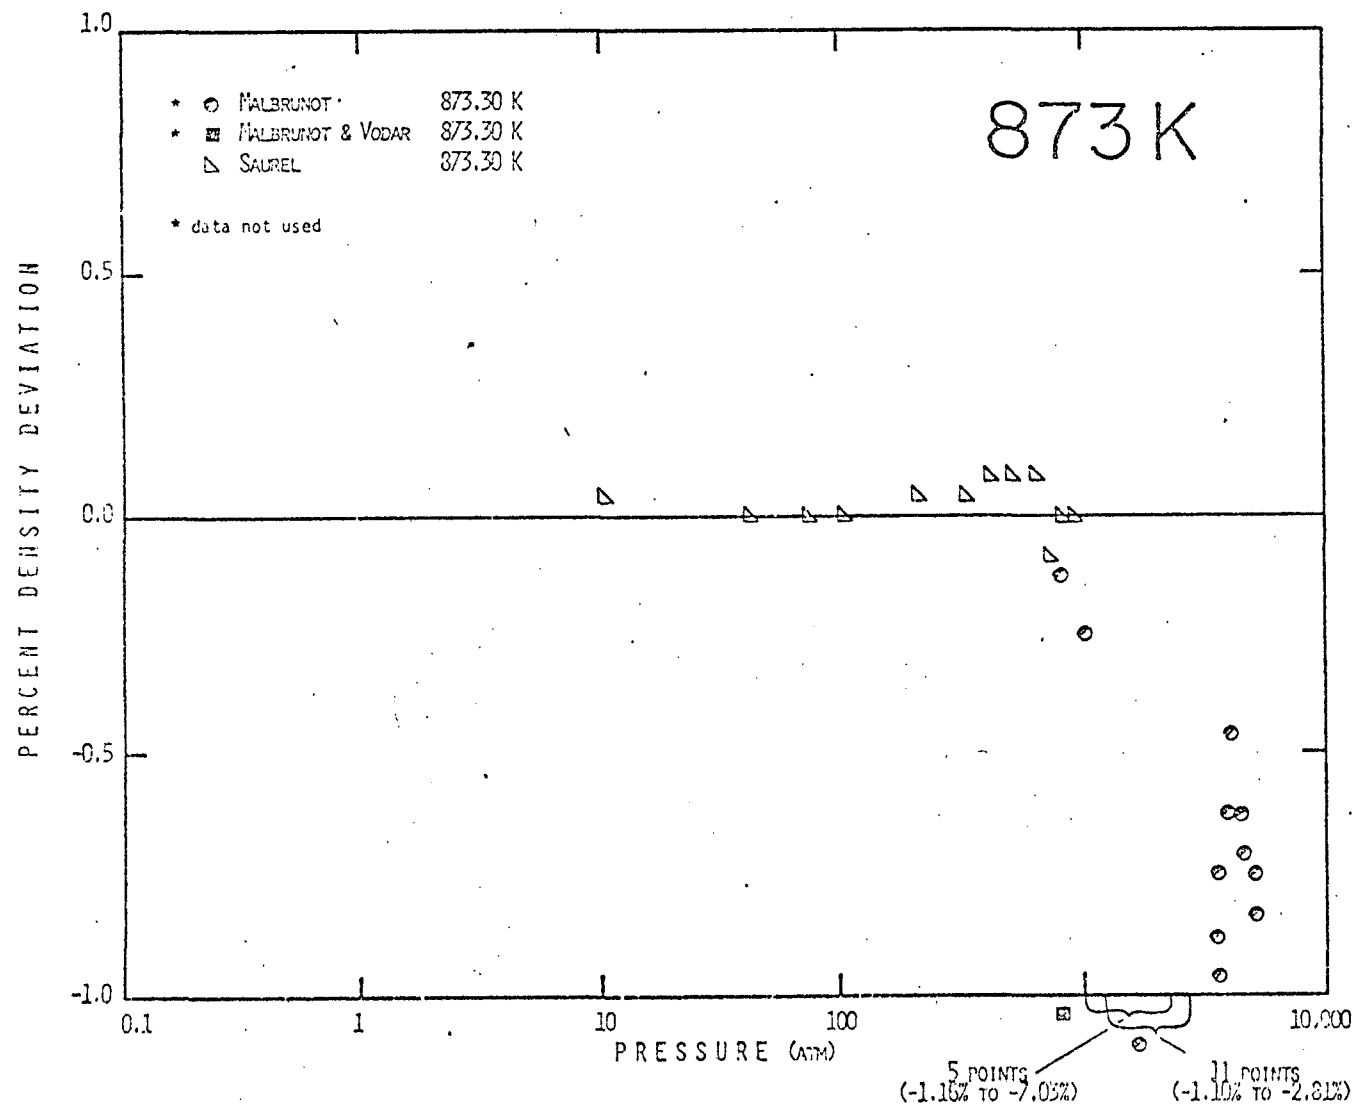 1.0
* MALBRUNOT 873.30 K
* MALBRUNOT & VODAR 873.30 K
SAUREL 873.30 K
* data not used
873 K
0.5
PERCENT DENSITY DEVIATION
0.0
-0.5
-1.0
0.1 1 10 100 10,000
PRESSURE (ATM)
5 POINTS 11 POINTS
(-1.16% TO -7.03%) (-1.10% TO -2.81%)